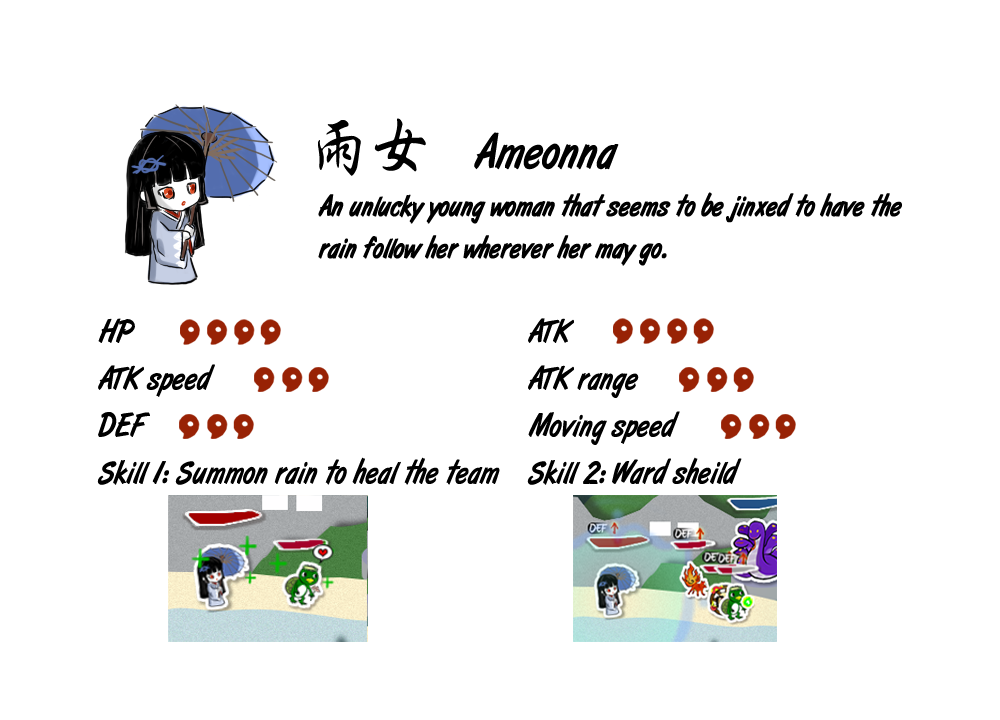 雨女 Ameonna
An unlucky young woman that seems to be jinxed to have the
rain follow her wherever her may go.
HP
ATK
ATK speed
ATK range
DEF
Moving speed
Skill 1: Summon rain to heal the team
Skill 2: Ward sheild
DEF
DEF
DEF